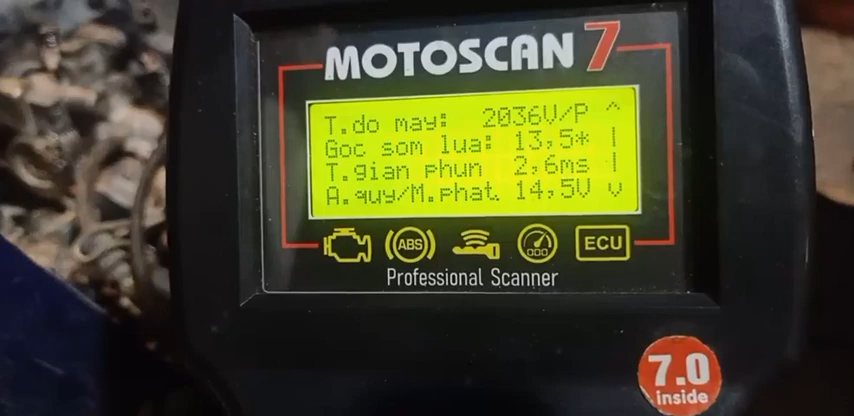 MOTOSCAN 7
T.do may: 2036V/P ^
Goc som lua: 13,5* |
T.gian phun 2,6ms |
A.quy/M.phat 14,5V v
ABS
ECU
Professional Scanner
7.0
inside